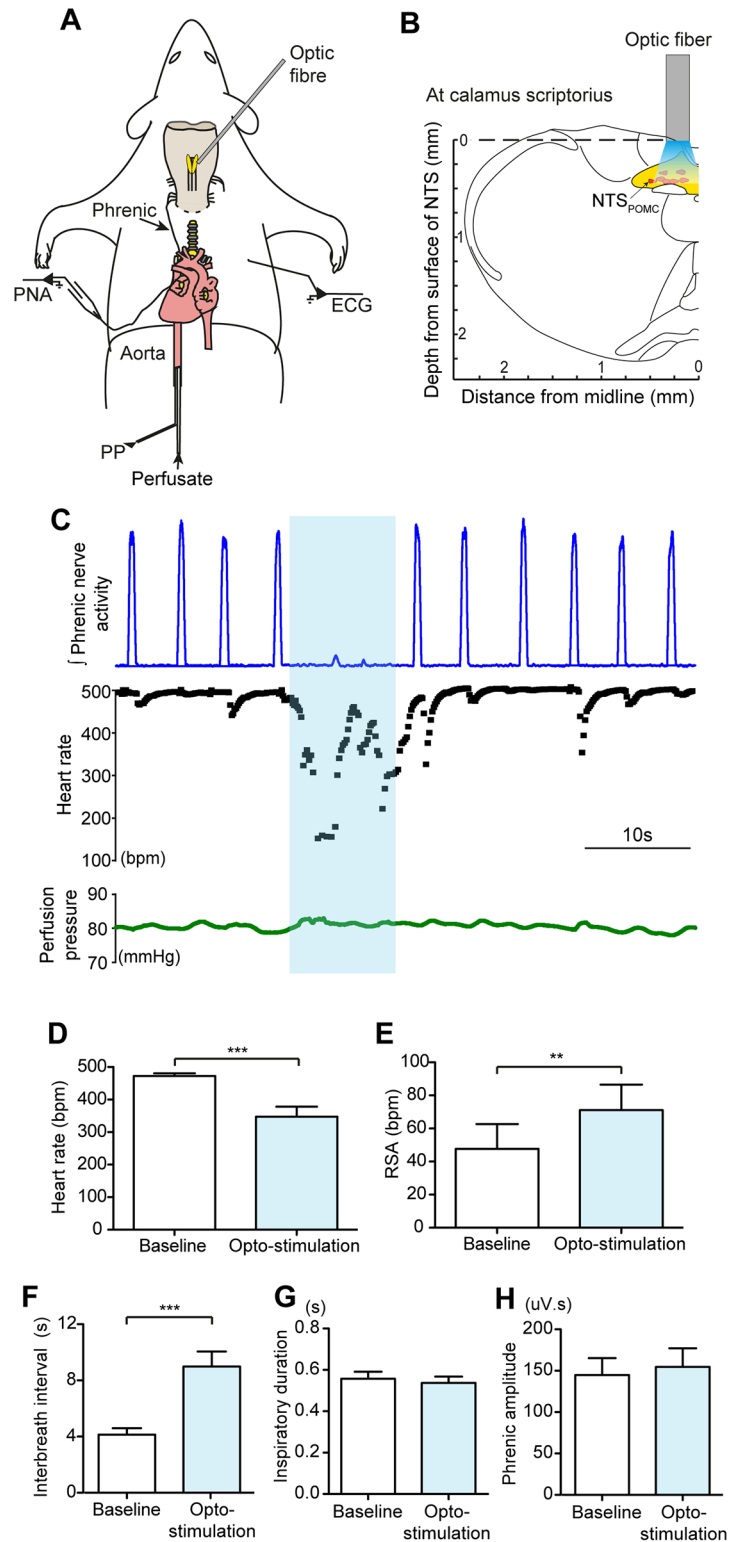 A
Optic
fibre
Phrenic
PNA
ECG
Aorta
PP
Perfusate
B
Optic fiber
At calamus scriptorius
Depth from surface of NTS (mm)
0
1
2
NTS POMC
2 1 0
Distance from midline (mm)
C
∫ Phrenic nerve
activity
Heart rate
500
400
300
200
100
(bpm)
10s
Perfusion
pressure
90
80
70
(mmHg)
D
***
Heart rate (bpm)
500
400
300
200
100
0
Baseline Opto-stimulation
E
**
RSA (bpm)
100
80
60
40
20
0
Baseline Opto-stimulation
F
***
Interbreath interval (s)
12
8
4
0
Baseline Opto-
stimulation
G
(s)
Inspiratory duration
0.8
0.6
0.4
0.2
0.0
Baseline Opto-
stimulation
H
(uV.s)
Phrenic amplitude
200
150
100
50
0
Baseline Opto-
stimulation